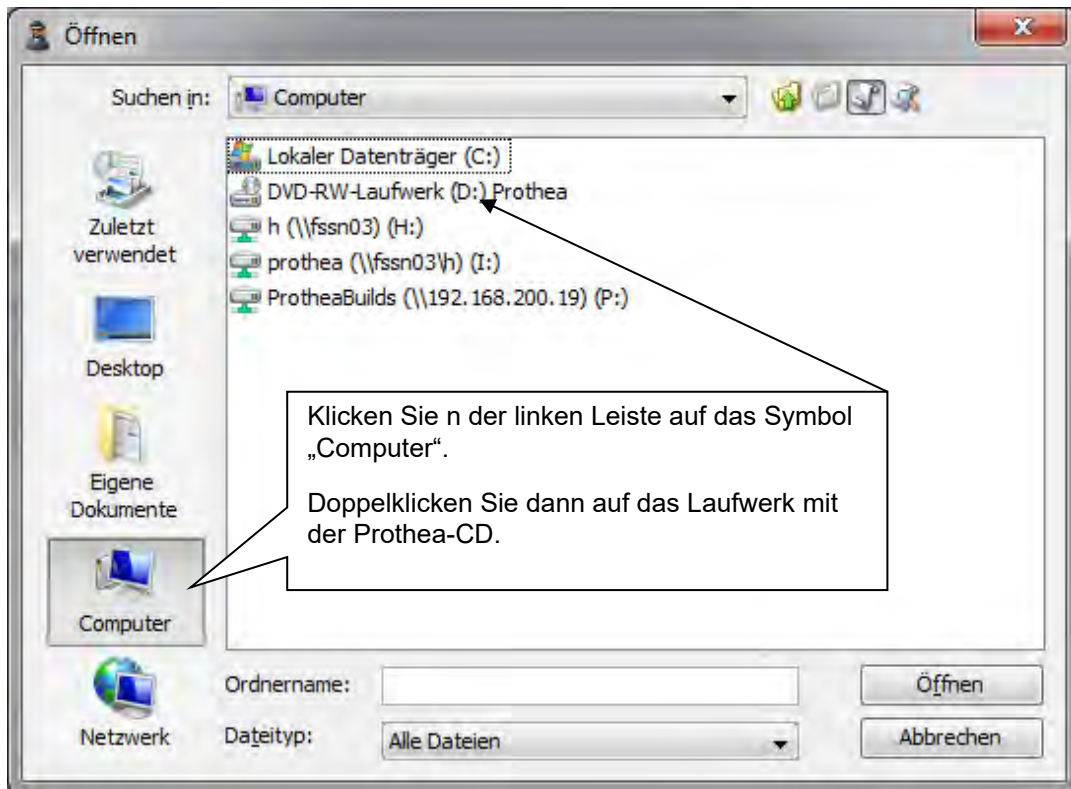 Öffnen
Suchen in: Computer
Lokaler Datenträger (C:)
DVD-RW-Laufwerk (D:) Prothea
h (\\fssn03) (H:)
prothea (\\fssn03\h) (I:)
ProtheaBuilds (\\192.168.200.19) (P:)
Zuletzt
verwendet
Desktop
Eigene
Dokumente
Computer
Netzwerk
Klicken Sie n der linken Leiste auf das Symbol
„Computer“.
Doppelklicken Sie dann auf das Laufwerk mit
der Prothea-CD.
Ordnername:
Öffnen
Dateityp: Alle Dateien
Abbrechen